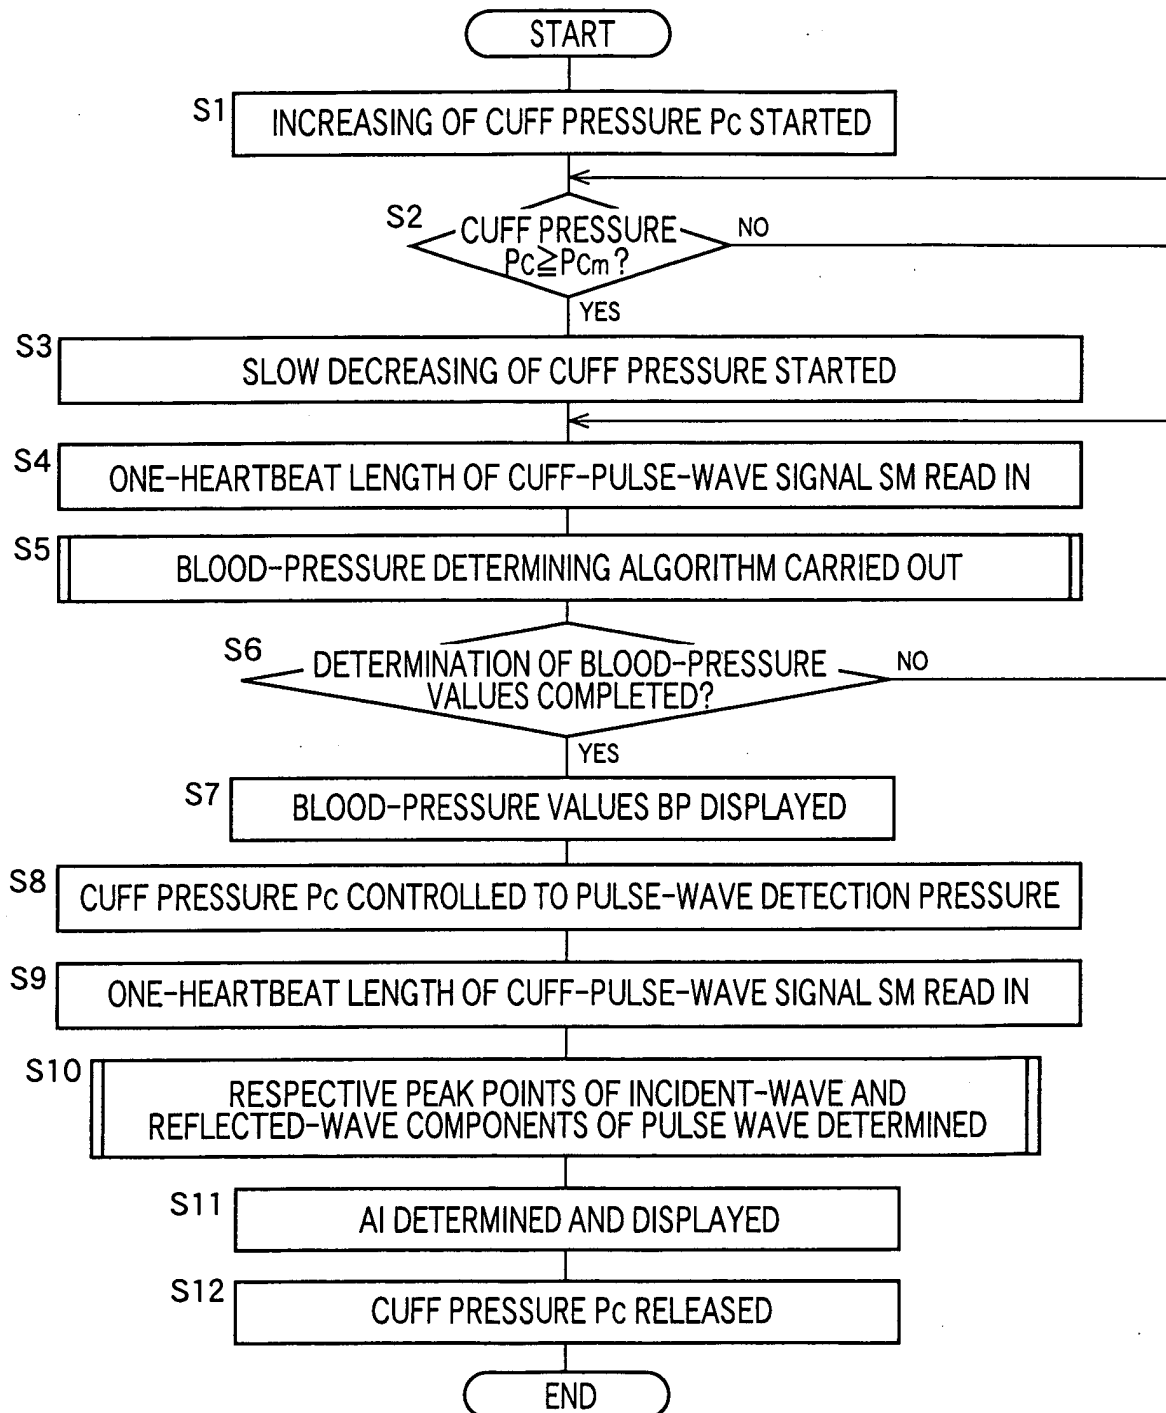 START
S1
INCREASING OF CUFF PRESSURE Pc STARTED
S2
CUFF PRESSURE
Pc≧Pcm?
NO
YES
S3
SLOW DECREASING OF CUFF PRESSURE STARTED
S4
ONE-HEARTBEAT LENGTH OF CUFF-PULSE-WAVE SIGNAL SM READ IN
S5
BLOOD-PRESSURE DETERMINING ALGORITHM CARRIED OUT
S6
DETERMINATION OF BLOOD-PRESSURE
VALUES COMPLETED?
NO
YES
S7
BLOOD-PRESSURE VALUES BP DISPLAYED
S8
CUFF PRESSURE Pc CONTROLLED TO PULSE-WAVE DETECTION PRESSURE
S9
ONE-HEARTBEAT LENGTH OF CUFF-PULSE-WAVE SIGNAL SM READ IN
S10
RESPECTIVE PEAK POINTS OF INCIDENT-WAVE AND
REFLECTED-WAVE COMPONENTS OF PULSE WAVE DETERMINED
S11
AI DETERMINED AND DISPLAYED
S12
CUFF PRESSURE Pc RELEASED
END